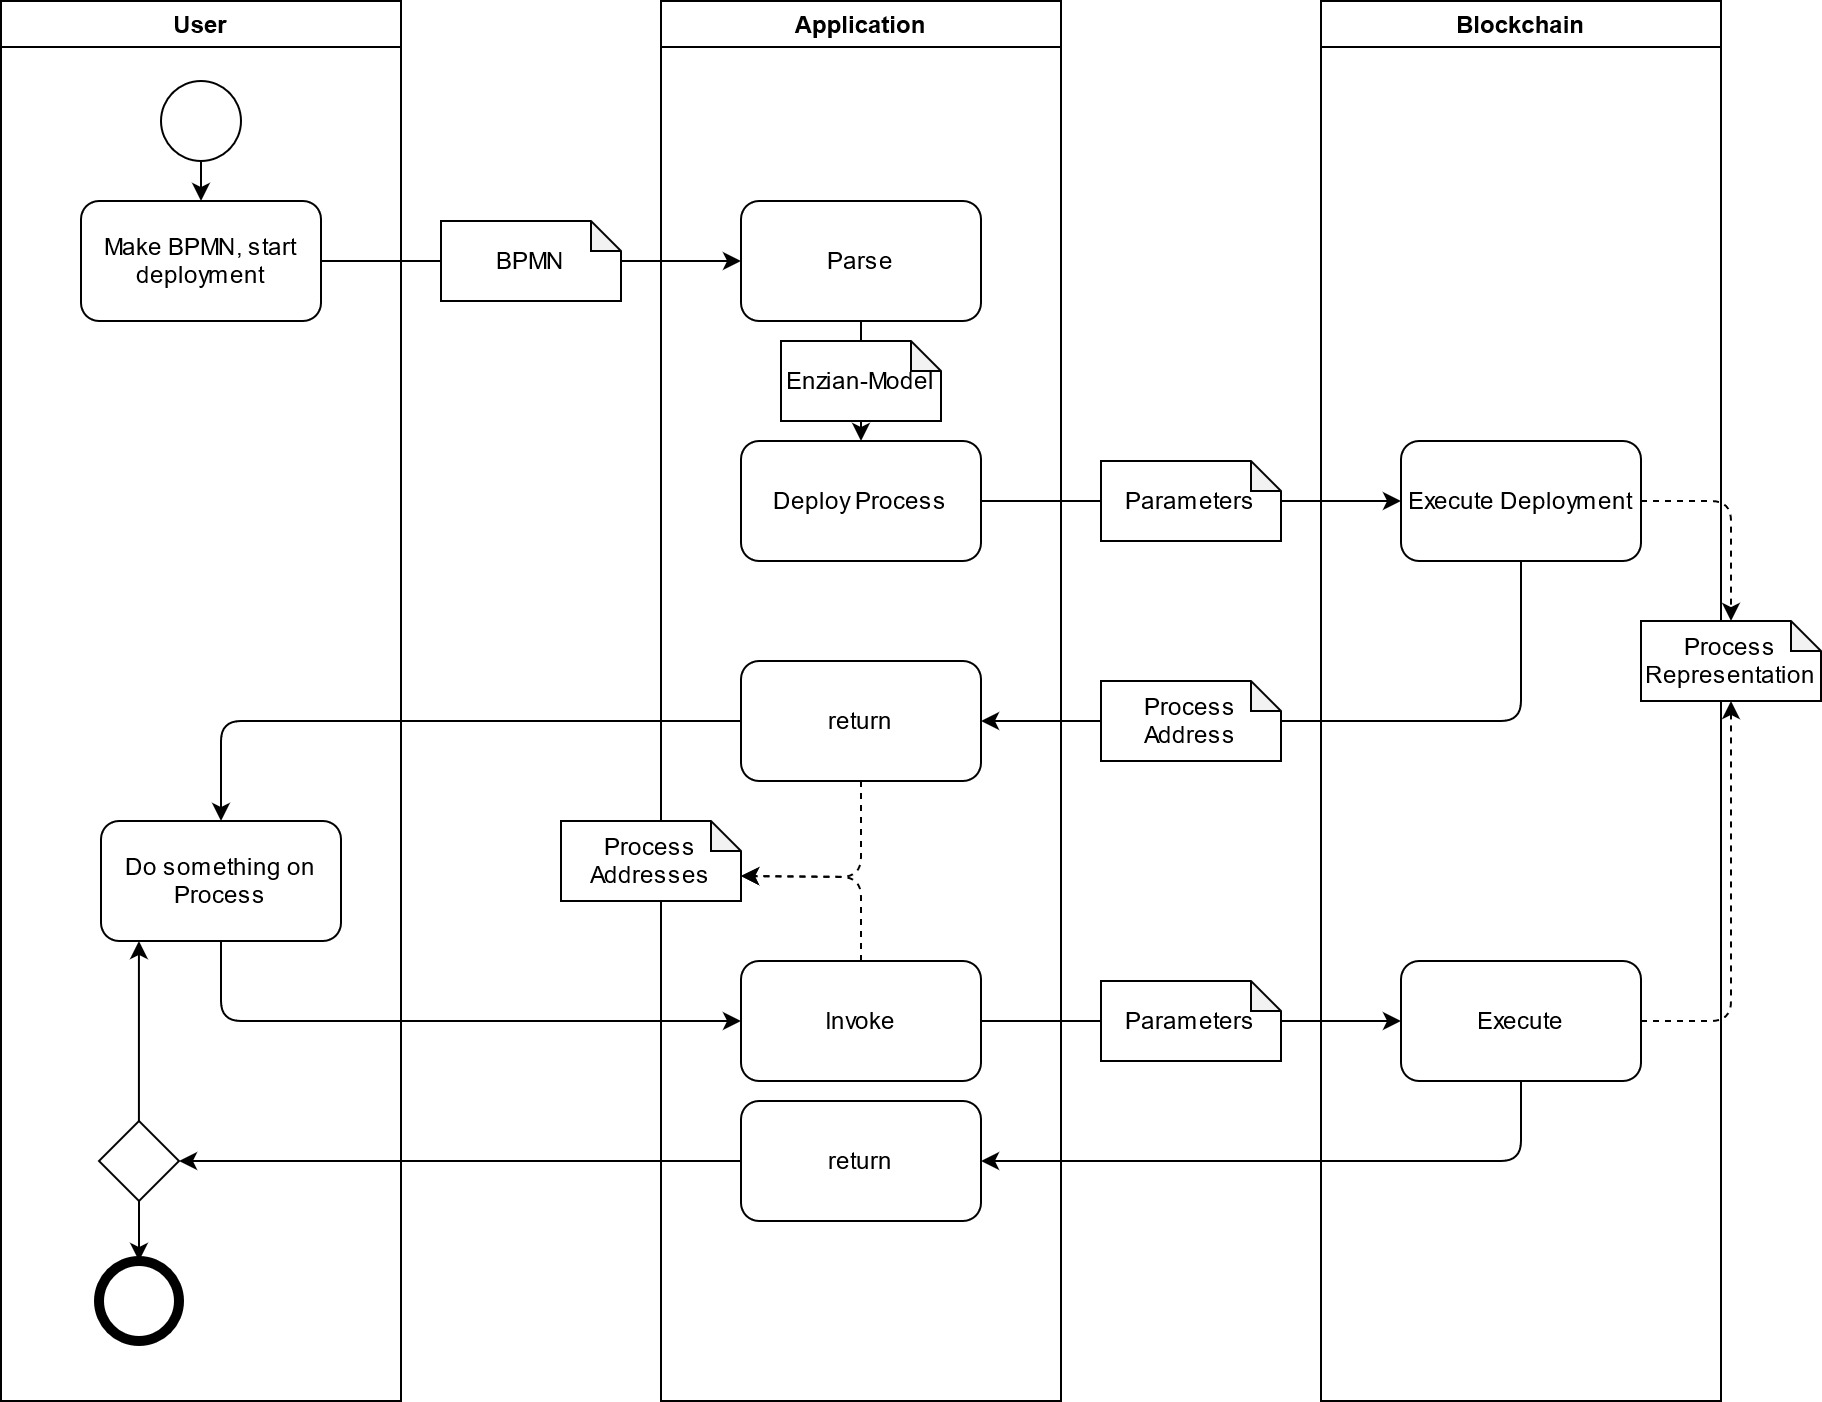 User
Application
Blockchain
Make BPMN, start
deployment
BPMN
Parse
Enzian-Model
Deploy Process
Parameters
Execute Deployment
Process
Representation
return
Process
Address
Do something on
Process
Process
Addresses
Invoke
Parameters
Execute
return